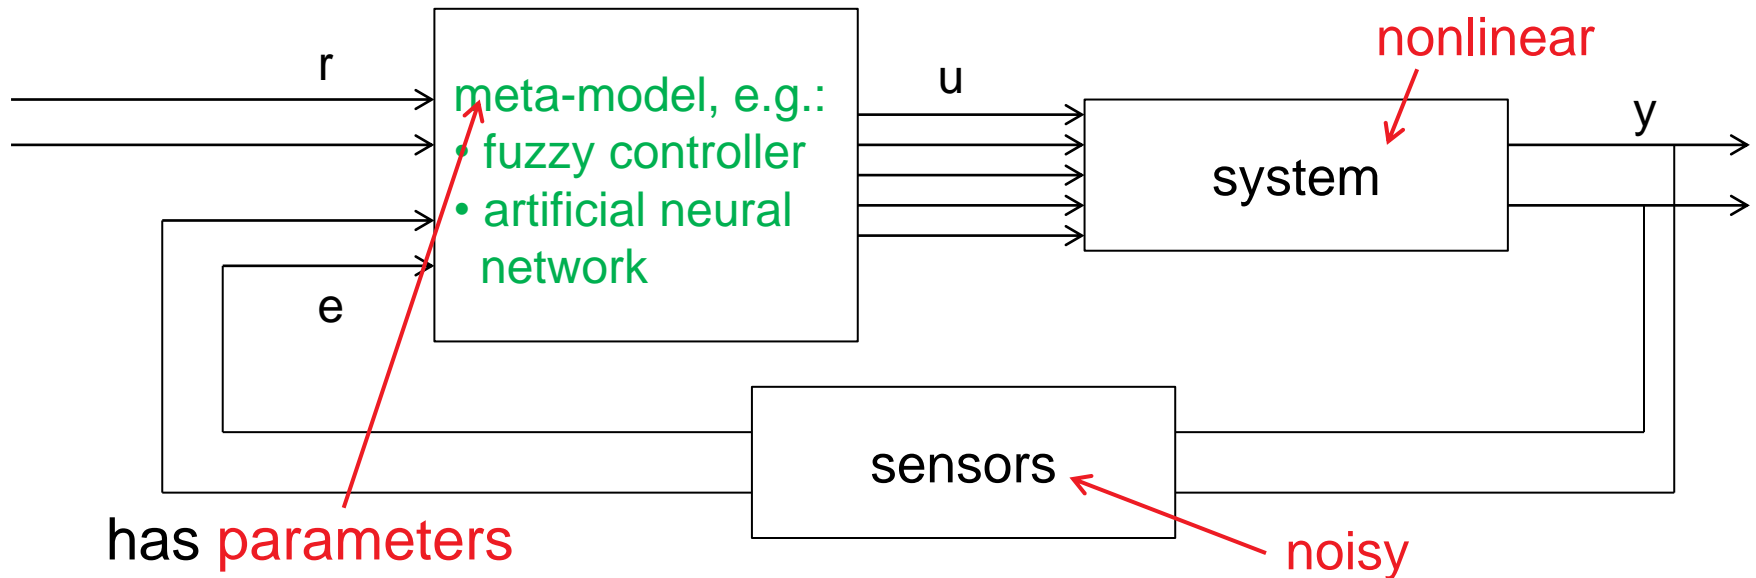 r
meta-model, e.g.:
• fuzzy controller
• artificial neural
network
e
u
nonlinear
system
y
sensors
has parameters
noisy